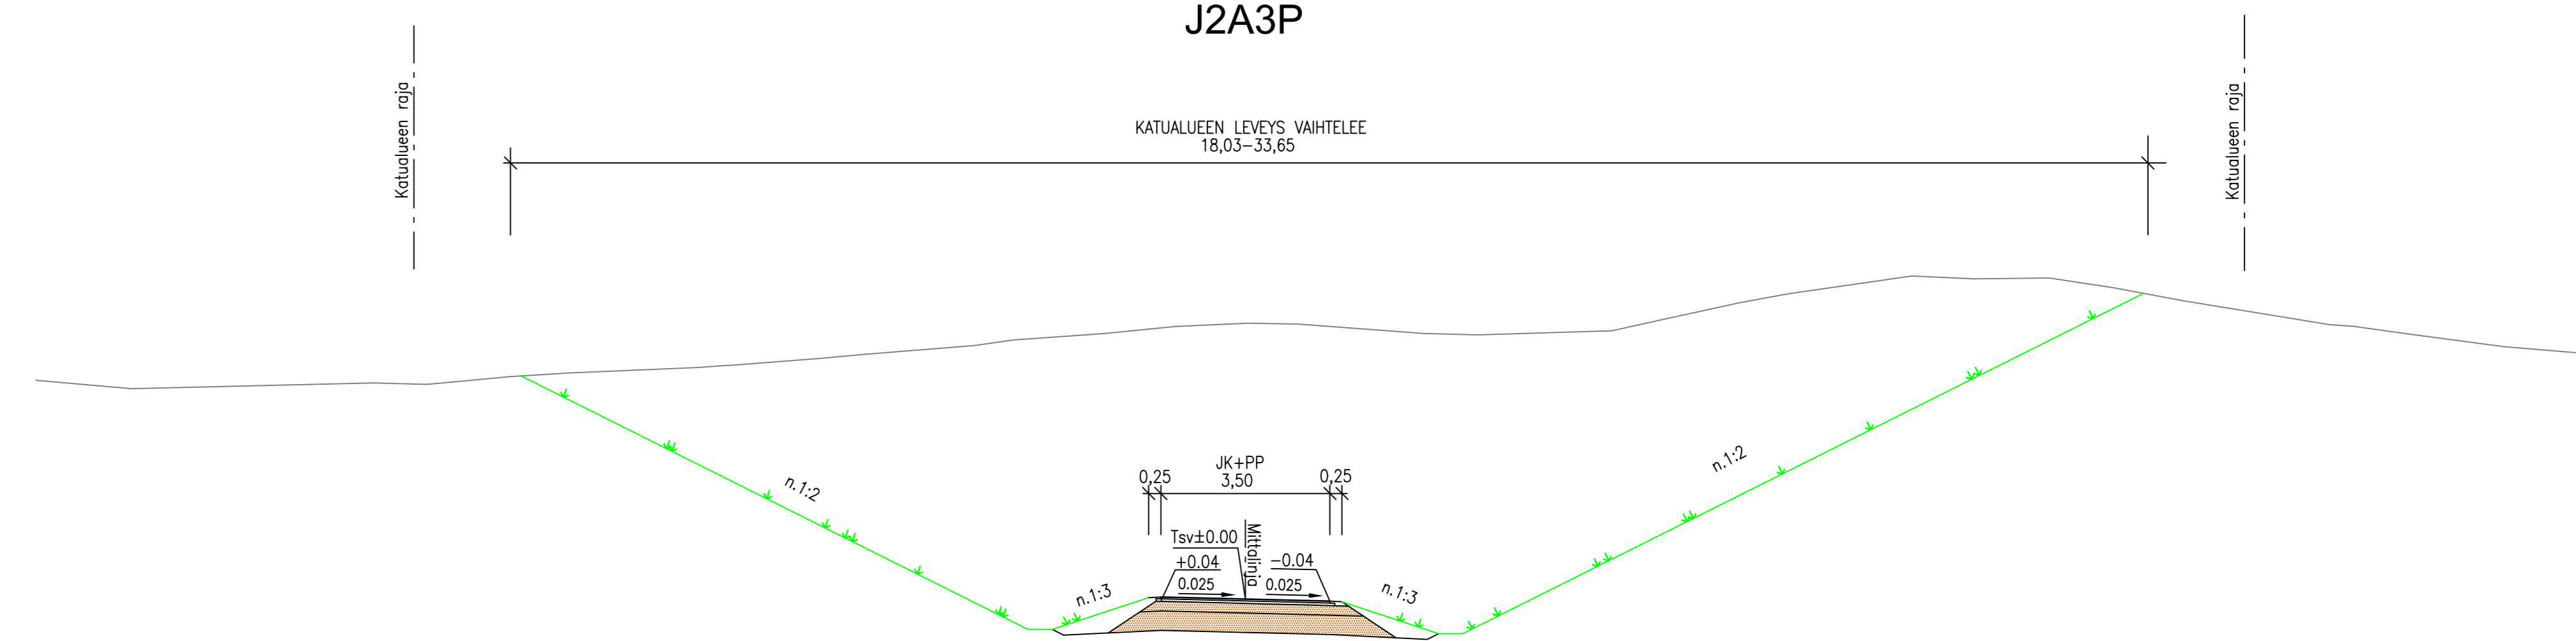 J2A3P
Katualueen raja
Katualueen raja
KATUALUEEN LEVEYS VAIHTELEE
18,03-33,65
n.1:2
n.1:2
JK+PP
0,25
3,50
0,25
Tsv±0.00
Mittalinja
+0.04
-0.04
0.025
0.025
n.1:3
n.1:3